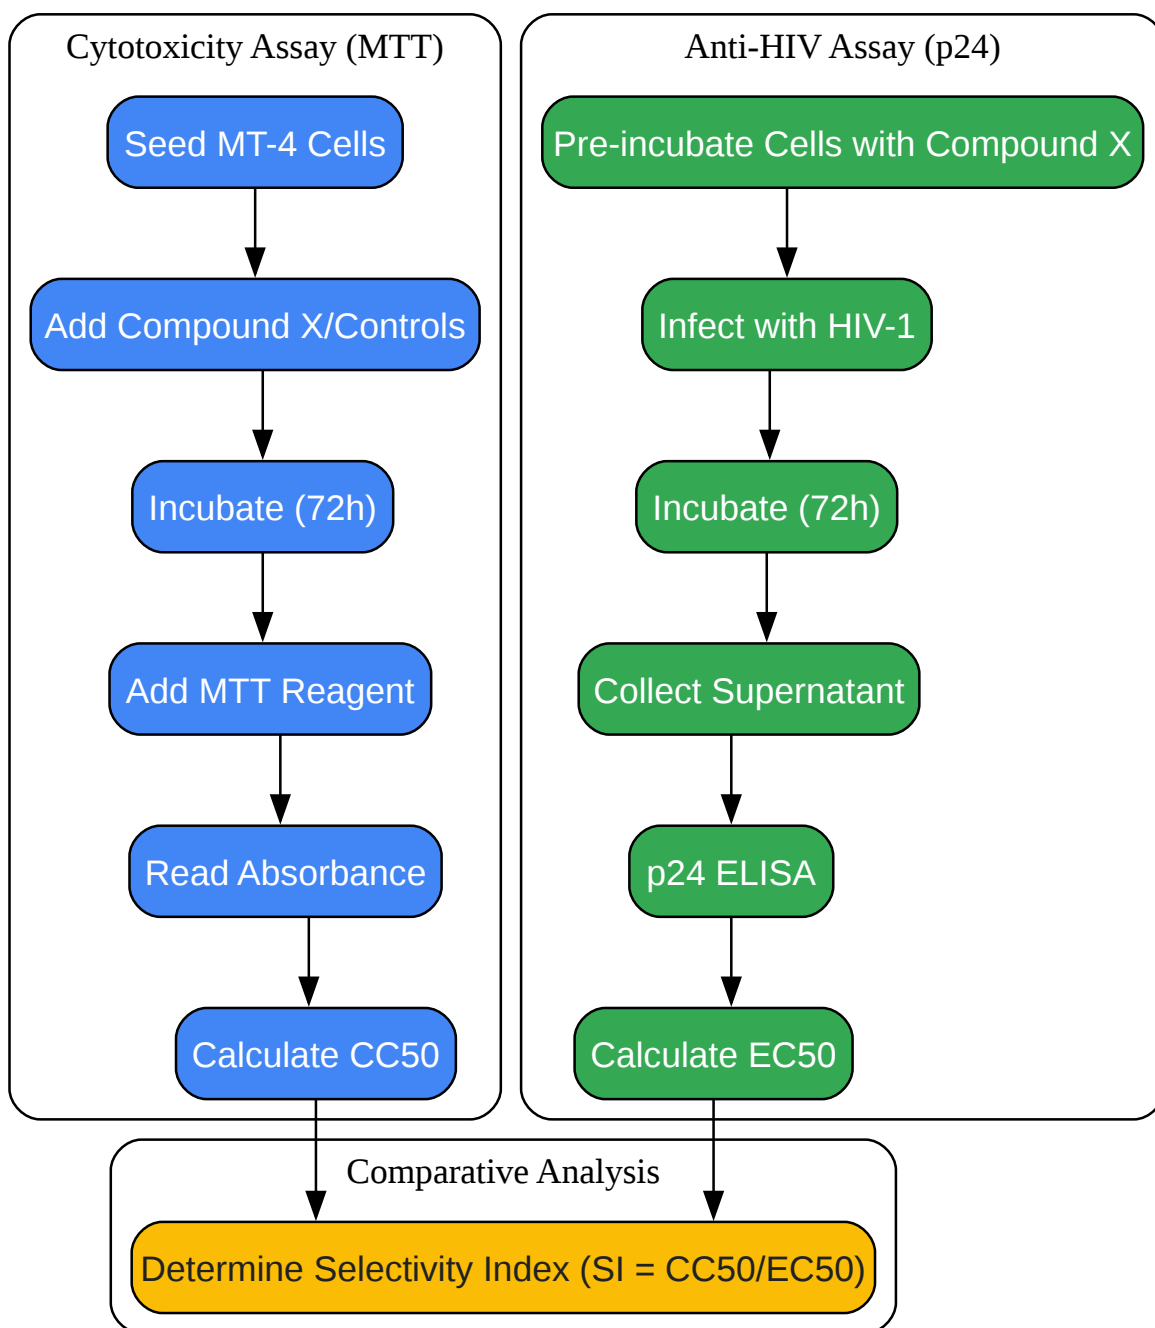 Cytotoxicity Assay (MTT)
Seed MT-4 Cells
Add Compound X/Controls
Incubate (72h)
Add MTT Reagent
Read Absorbance
Calculate CC50
Anti-HIV Assay (p24)
Pre-incubate Cells with Compound X
Infect with HIV-1
Incubate (72h)
Collect Supernatant
p24 ELISA
Calculate EC50
Comparative Analysis
Determine Selectivity Index (SI = CC50/EC50)